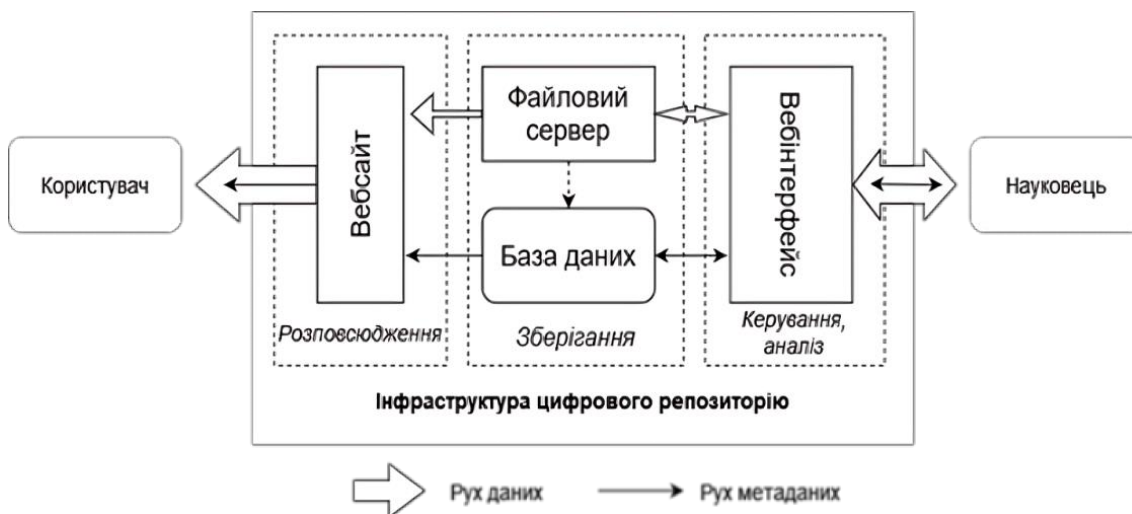 Користувач
Вебсайт
Розповсюдження
Файловий
сервер
База даних
Зберігання
Вебінтерфейс
Керування,
аналіз
Науковець
Інфраструктура цифрового репозиторію
Рух даних
Рух метаданих